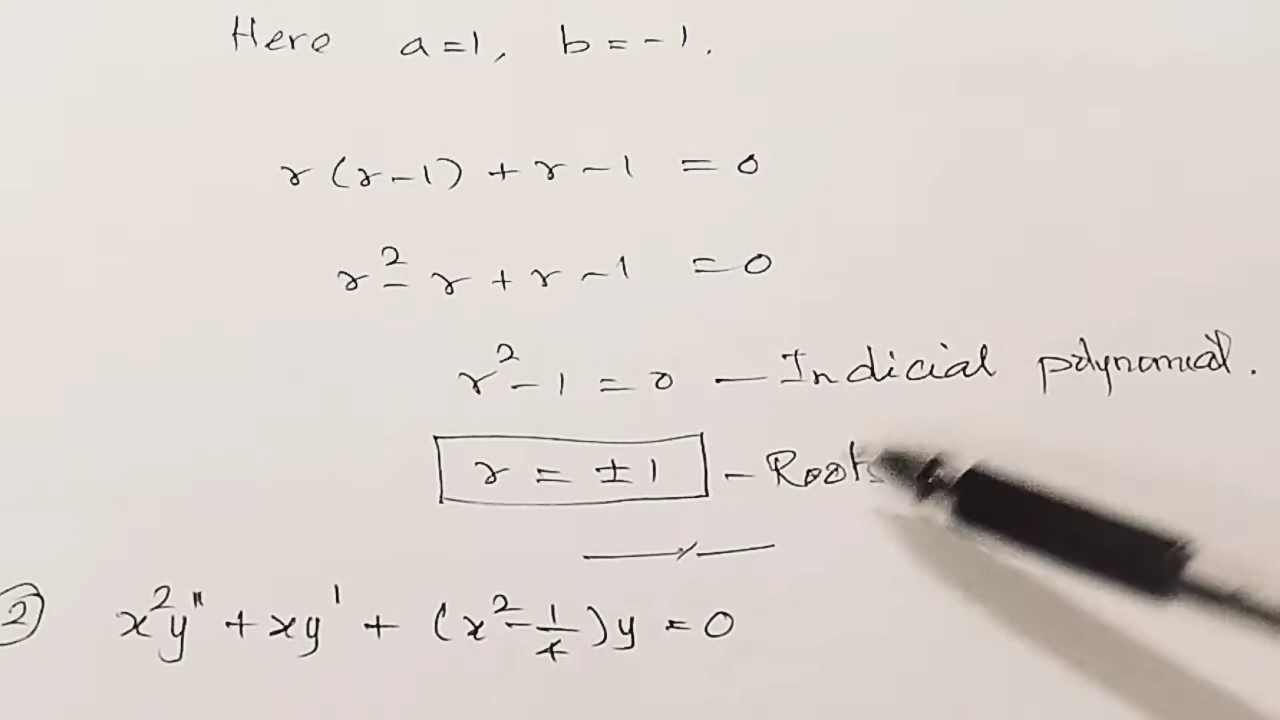 Here a=1, b=-1.
r(r-1)+r-1 =0
r²-r+r-1 =0
r²-1=0 — Indicial polynomial.
r = ±1 - Roots
② x²y"+xy'+(x²-1/4)y=0